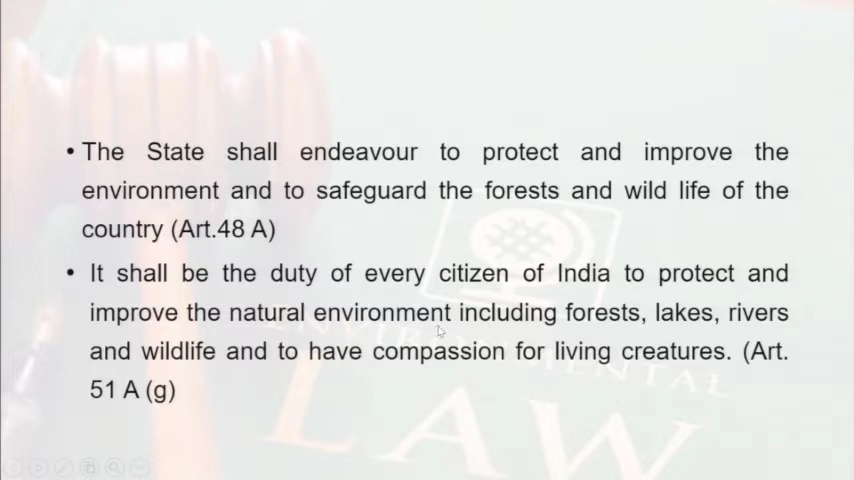 • The State shall endeavour to protect and improve the
environment and to safeguard the forests and wild life of the
country (Art.48 A)
• It shall be the duty of every citizen of India to protect and
improve the natural environment including forests, lakes, rivers
and wildlife and to have compassion for living creatures. (Art.
51 A (g)
ENVIRONMENTAL
LAW